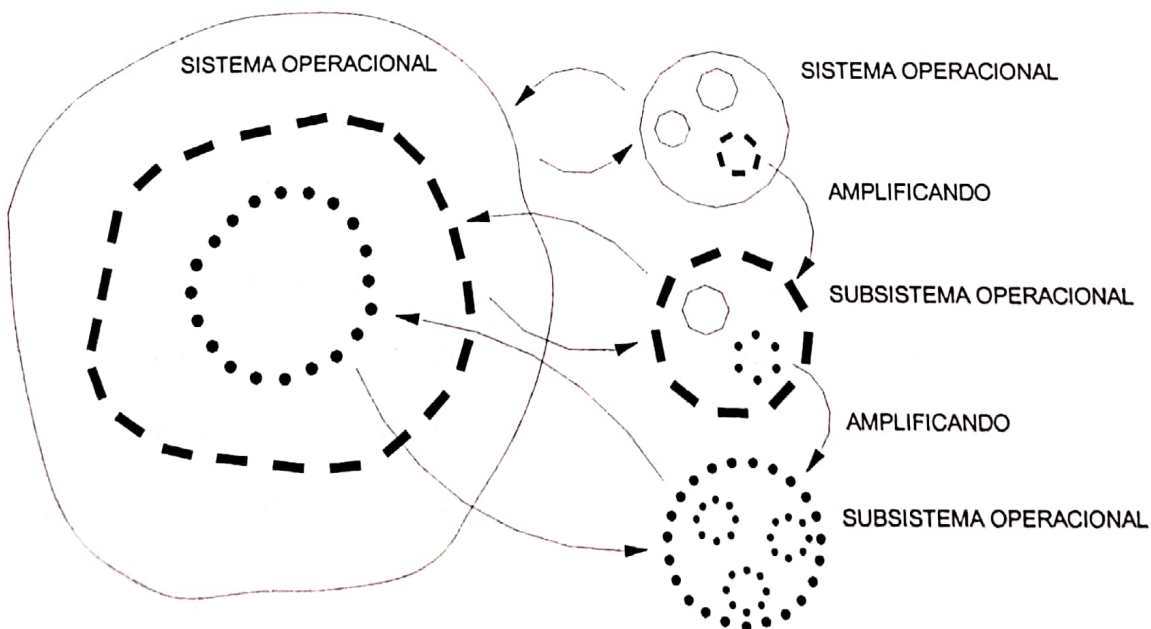 SISTEMA OPERACIONAL
SISTEMA OPERACIONAL
AMPLIFICANDO
SUBSISTEMA OPERACIONAL
AMPLIFICANDO
SUBSISTEMA OPERACIONAL